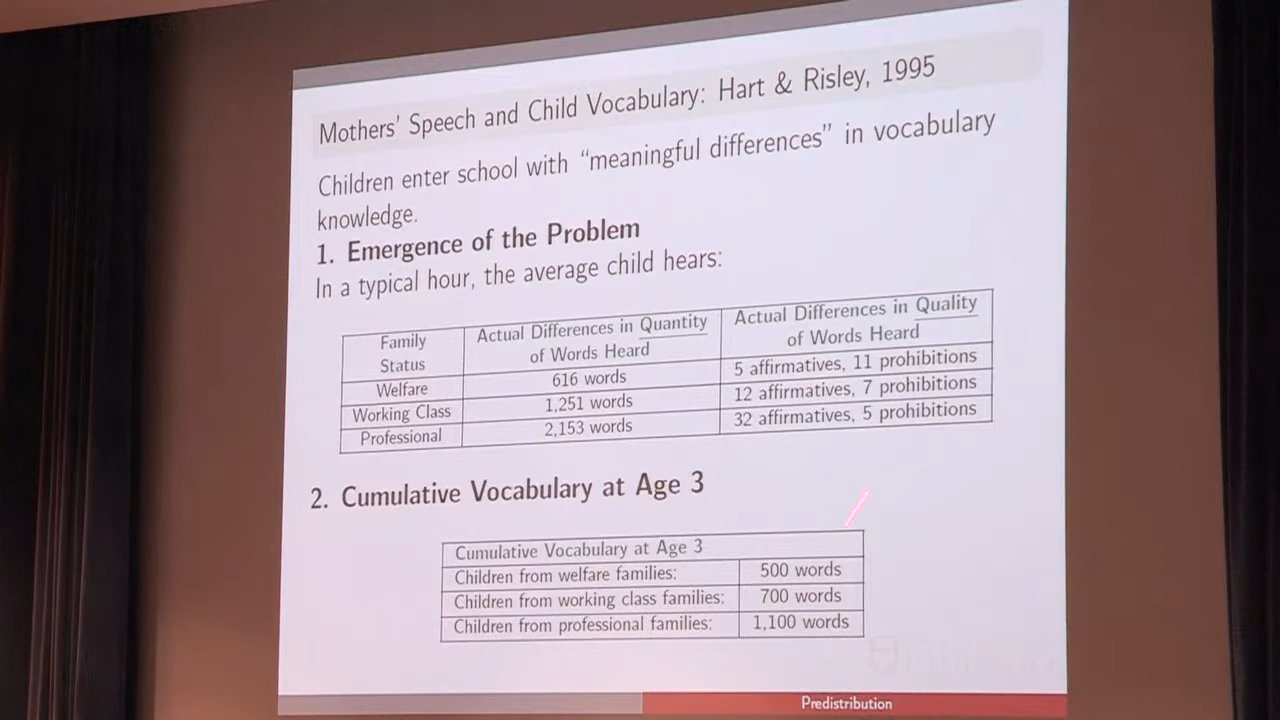 Mothers' Speech and Child Vocabulary: Hart & Risley, 1995
Children enter school with "meaningful differences" in vocabulary
knowledge.
1. Emergence of the Problem
In a typical hour, the average child hears:
Family Status | Actual Differences in Quantity of Words Heard | Actual Differences in Quality of Words Heard
Welfare | 616 words | 5 affirmatives, 11 prohibitions
Working Class | 1,251 words | 12 affirmatives, 7 prohibitions
Professional | 2,153 words | 32 affirmatives, 5 prohibitions
2. Cumulative Vocabulary at Age 3
Cumulative Vocabulary at Age 3
Children from welfare families: | 500 words
Children from working class families: | 700 words
Children from professional families: | 1,100 words
Predistribution